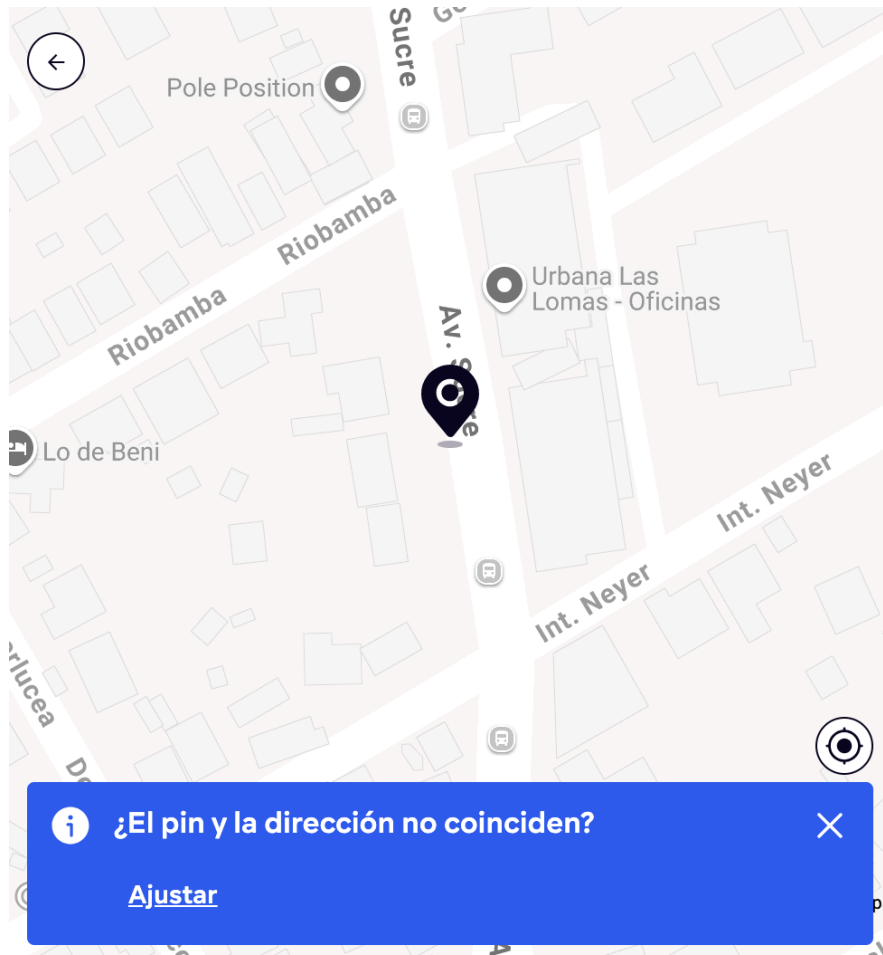 Sucre
Pole Position
Riobamba
Riobamba
Urbana Las
Lomas - Oficinas
Av. Sucre
Lo de Beni
Int. Neyer
Int. Neyer
¿El pin y la dirección no coinciden?
Ajustar